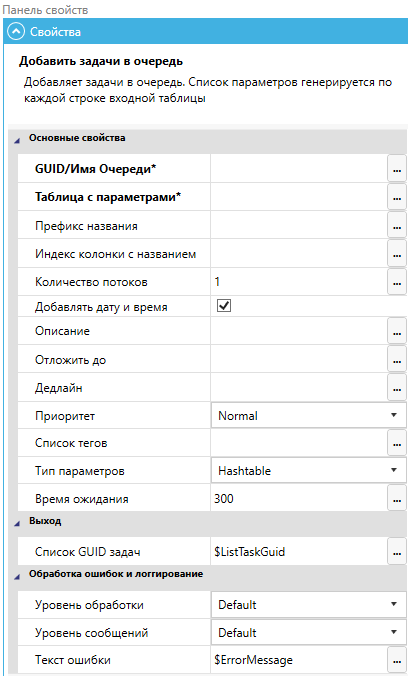 Панель свойств
Свойства
Добавить задачи в очередь
Добавляет задачи в очередь. Список параметров генерируется по
каждой строке входной таблицы
Основные свойства
GUID/Имя Очереди* ...
Таблица с параметрами* ...
Префикс названия ...
Индекс колонки с названием ...
Количество потоков 1 ...
Добавлять дату и время
Описание ...
Отложить до ...
Дедлайн ...
Приоритет Normal
Список тегов ...
Тип параметров Hashtable
Время ожидания 300 ...
Выход
Список GUID задач $ListTaskGuid ...
Обработка ошибок и логгирование
Уровень обработки Default
Уровень сообщений Default
Текст ошибки $ErrorMessage ...